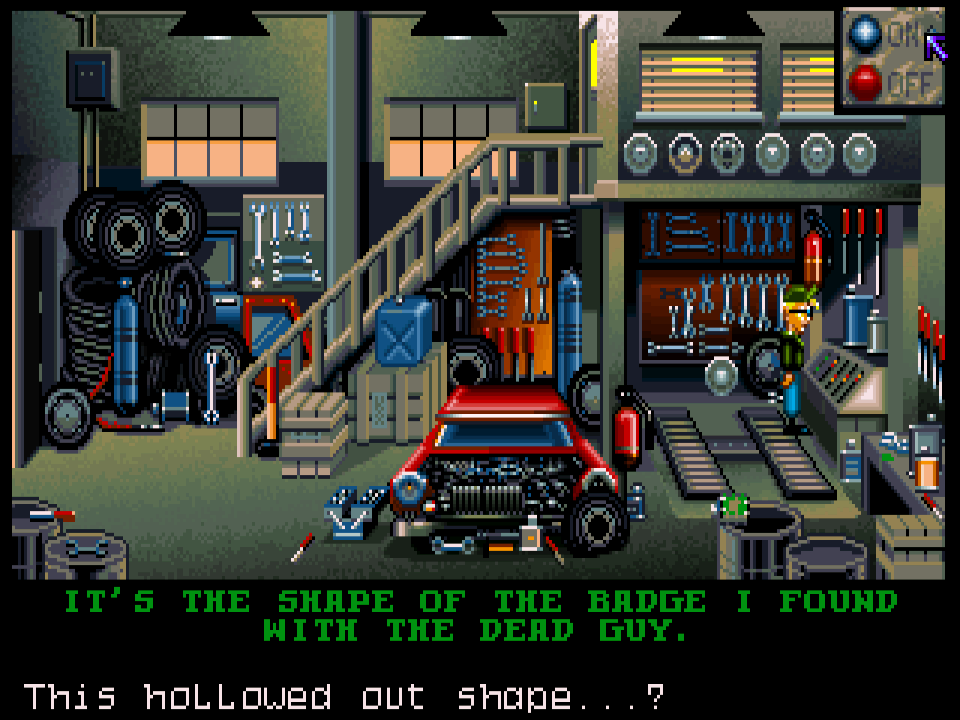 ON
OFF
IT'S THE SHAPE OF THE BADGE I FOUND
WITH THE DEAD GUY.
This hollowed out shape...?